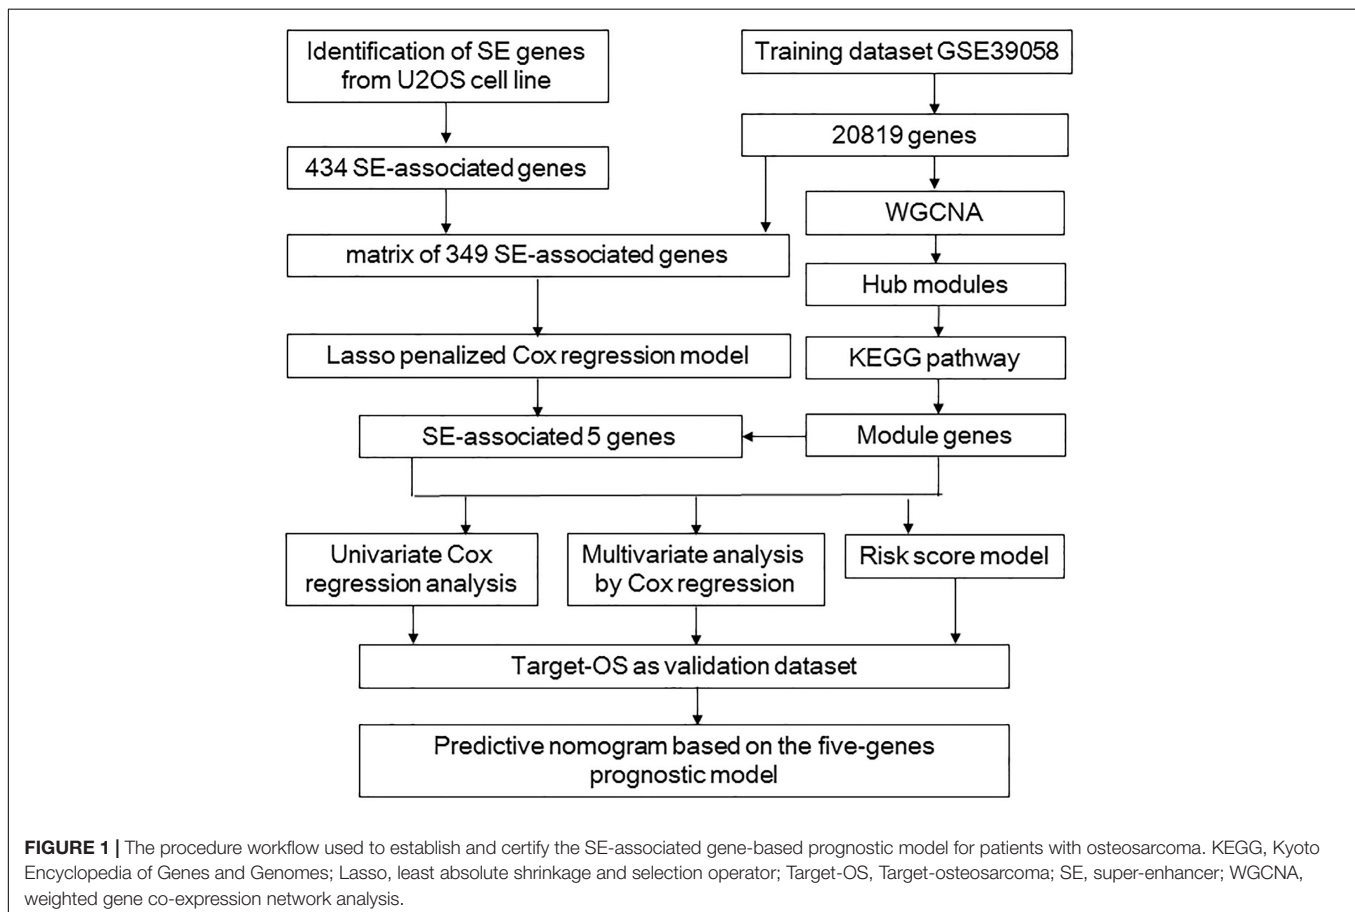 Identification of SE genes
from U2OS cell line
Training dataset GSE39058
20819 genes
434 SE-associated genes
WGCNA
matrix of 349 SE-associated genes
Hub modules
Lasso penalized Cox regression model
KEGG pathway
SE-associated 5 genes
Module genes
Univariate Cox
regression analysis
Multivariate analysis
by Cox regression
Risk score model
Target-OS as validation dataset
Predictive nomogram based on the five-genes
prognostic model
FIGURE 1 | The procedure workflow used to establish and certify the SE-associated gene-based prognostic model for patients with osteosarcoma. KEGG, Kyoto
Encyclopedia of Genes and Genomes; Lasso, least absolute shrinkage and selection operator; Target-OS, Target-osteosarcoma; SE, super-enhancer; WGCNA,
weighted gene co-expression network analysis.